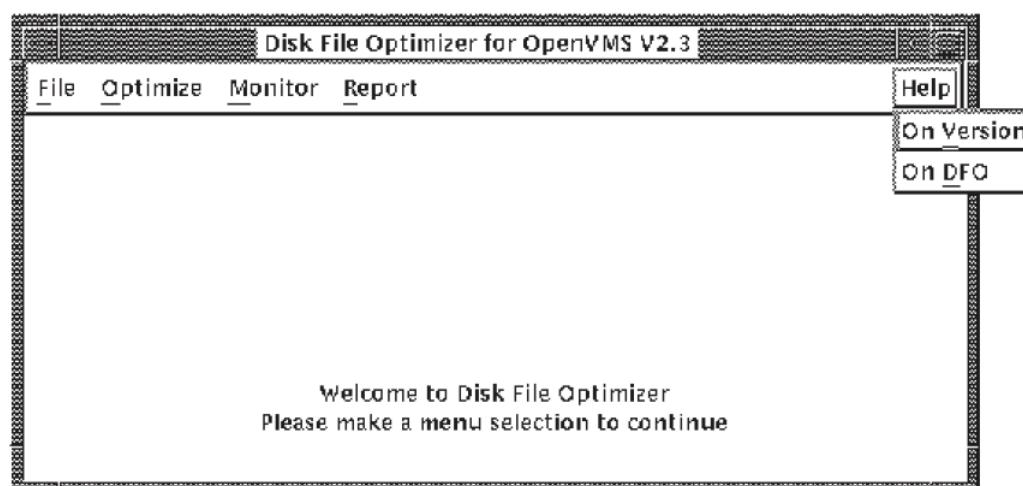 Disk File Optimizer for OpenVMS V2.3
File Optimize Monitor Report Help
On Version
On DFO
Welcome to Disk File Optimizer
Please make a menu selection to continue